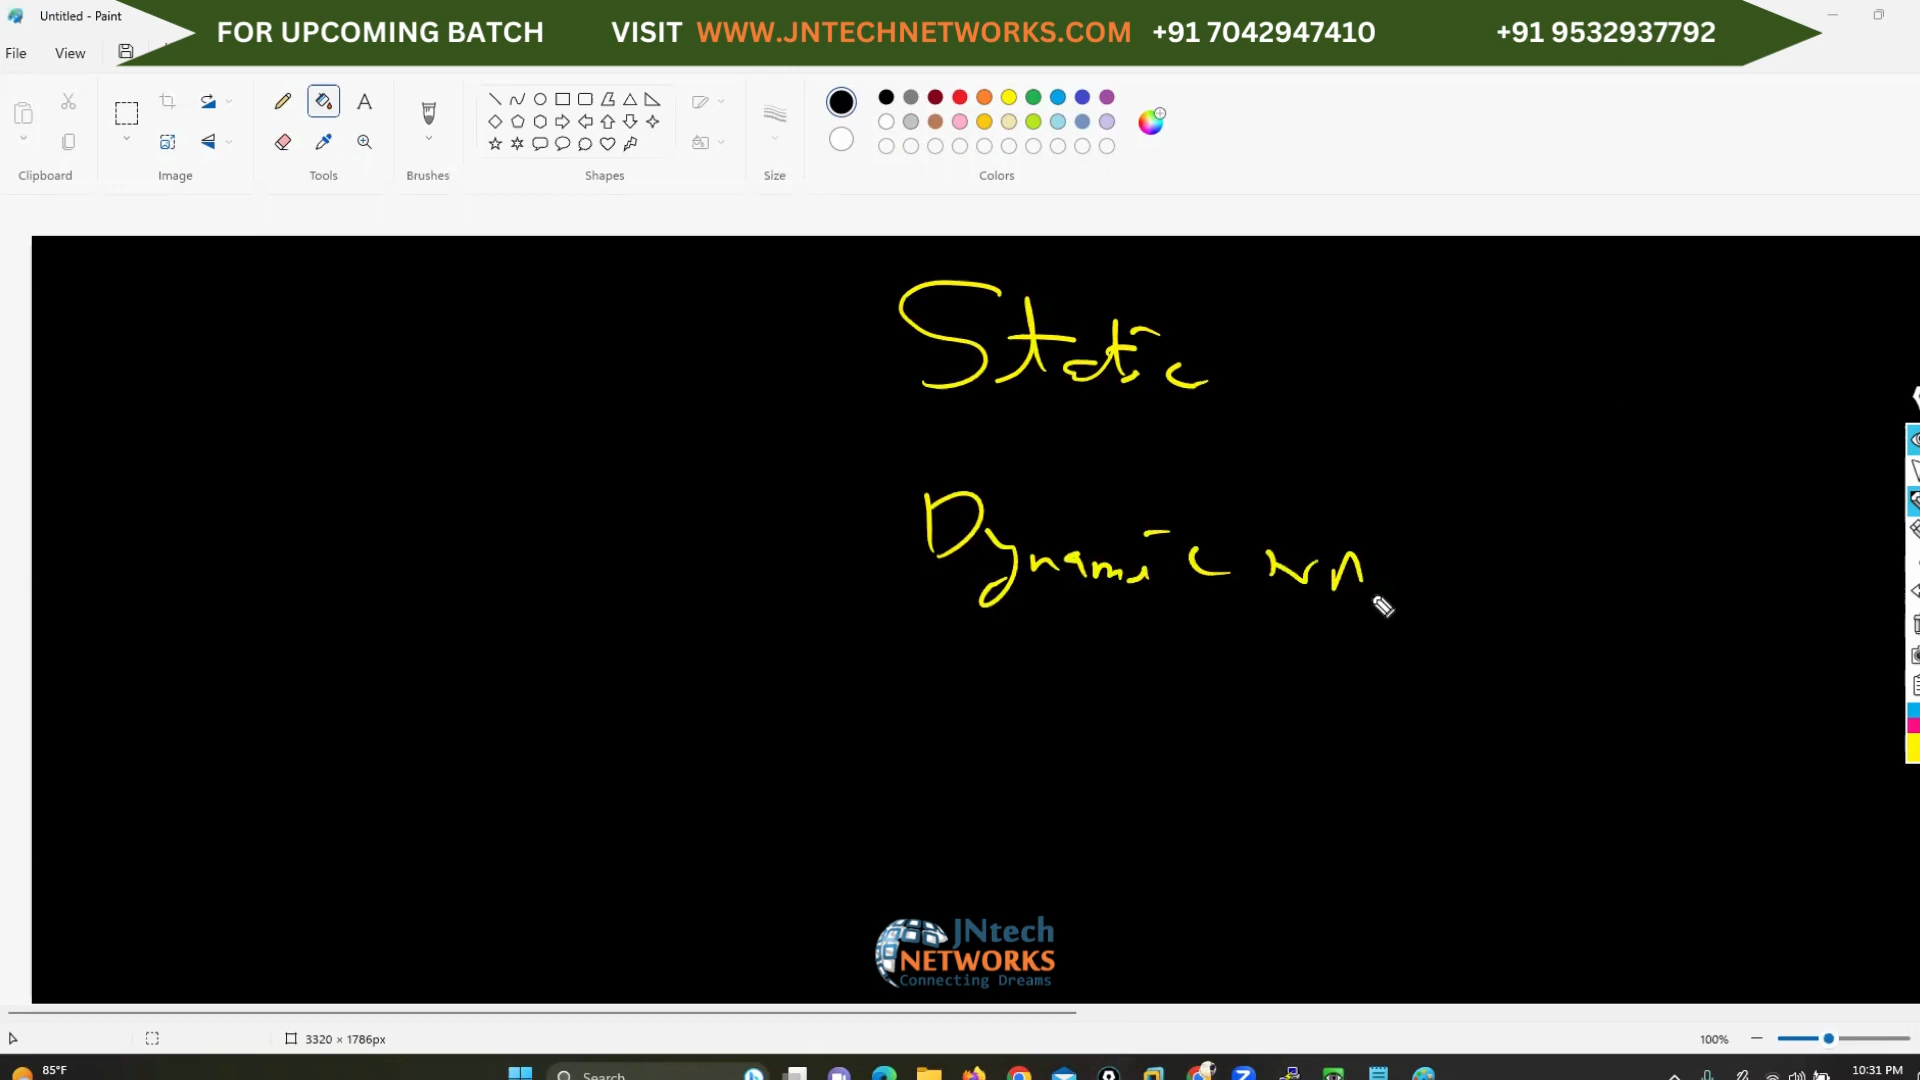 Untitled - Paint
FOR UPCOMING BATCH VISIT WWW.JNTECHNETWORKS.COM +91 7042947410 +91 9532937792
File View
Clipboard Image Tools Brushes Shapes Size Colors
Static
Dynamic NA
JNtech
NETWORKS
Connecting Dreams
3320 × 1786px 100%
85°F Search 10:31 PM